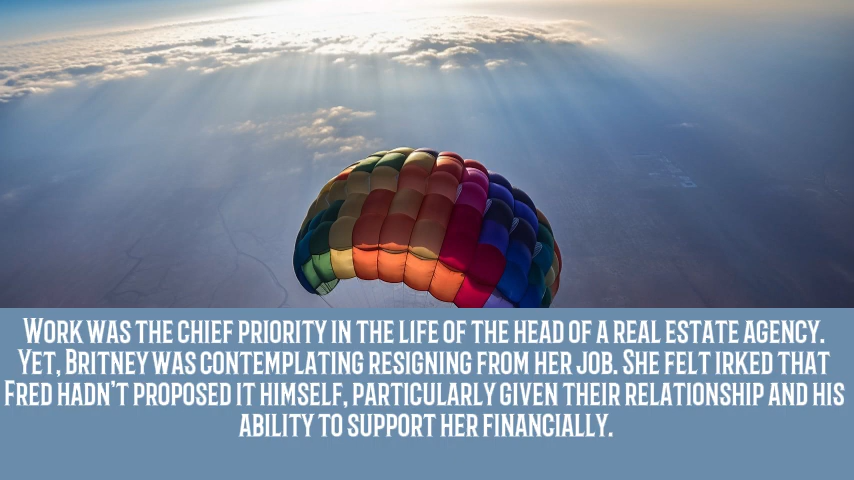 Work was the chief priority in the life of the head of a real estate agency.
Yet, Britney was contemplating resigning from her job. She felt irked that
Fred hadn't proposed it himself, particularly given their relationship and his
ability to support her financially.